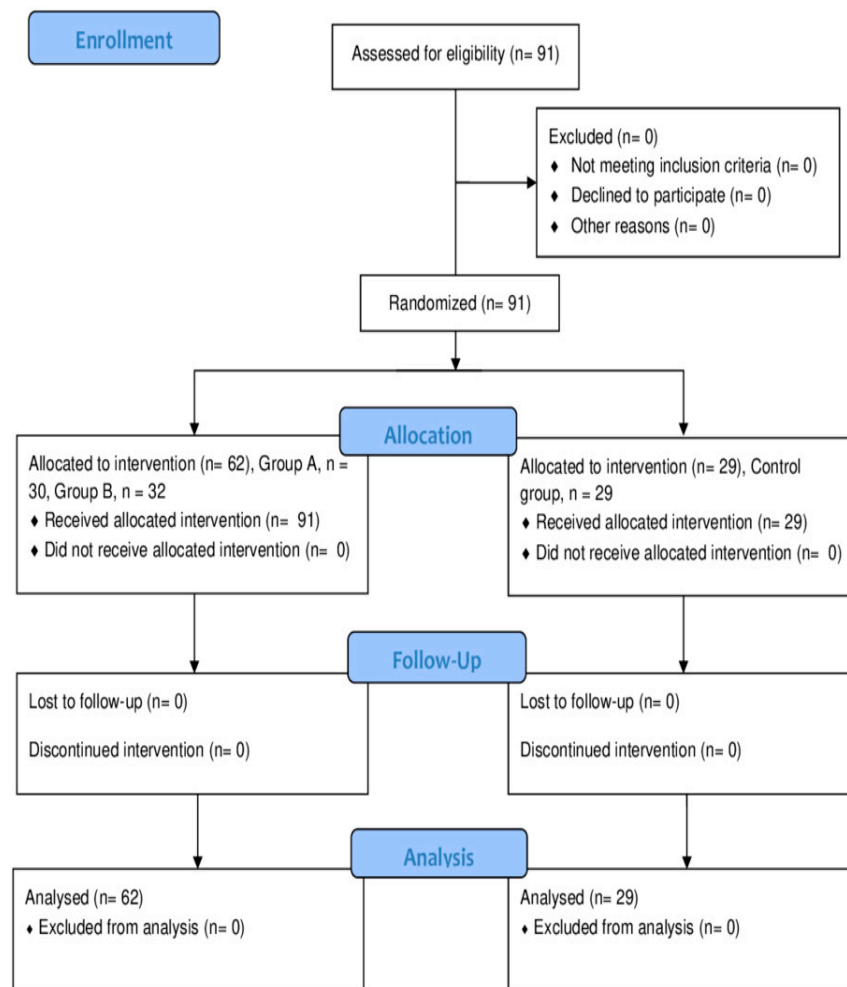 Enrollment
Assessed for eligibility (n= 91)
Excluded (n= 0)
♦ Not meeting inclusion criteria (n= 0)
♦ Declined to participate (n= 0)
♦ Other reasons (n= 0)
Randomized (n= 91)
Allocation
Allocated to intervention (n= 62), Group A, n =
30, Group B, n = 32
♦ Received allocated intervention (n= 91)
♦ Did not receive allocated intervention (n= 0)
Allocated to intervention (n= 29), Control
group, n = 29
♦ Received allocated intervention (n= 29)
♦ Did not receive allocated intervention (n= 0)
Follow-Up
Lost to follow-up (n= 0)
Discontinued intervention (n= 0)
Lost to follow-up (n= 0)
Discontinued intervention (n= 0)
Analysis
Analysed (n= 62)
♦ Excluded from analysis (n= 0)
Analysed (n= 29)
♦ Excluded from analysis (n= 0)